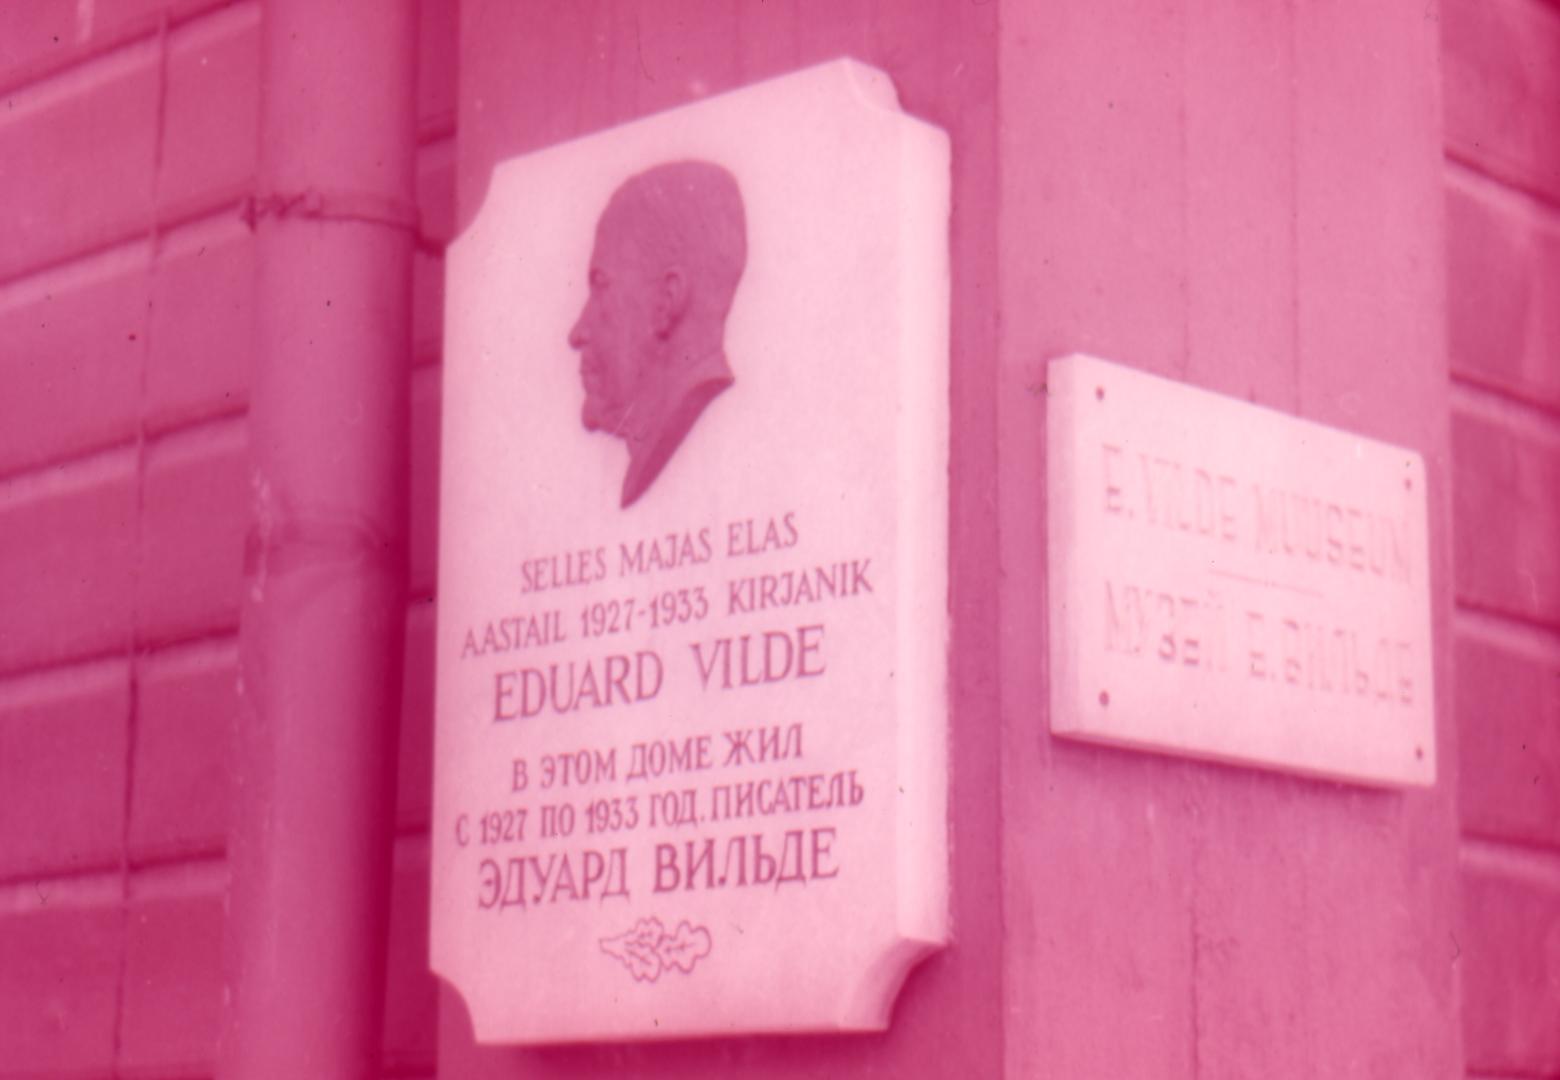 SELLES MAJAS ELAS
AASTAIL 1927-1933 KIRJANIK
EDUARD VILDE
В ЭТОМ ДОМЕ ЖИЛ
С 1927 ПО 1933 ГОД. ПИСАТЕЛЬ
ЭДУАРД ВИЛЬДЕ
E. VILDE MUUSEUM
МУЗЕЙ Е. ВИЛЬДЕ